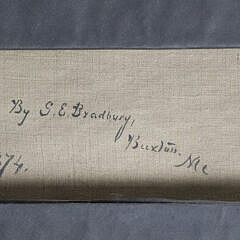 By S. E. Bradbury,
Buxton. Me
74.